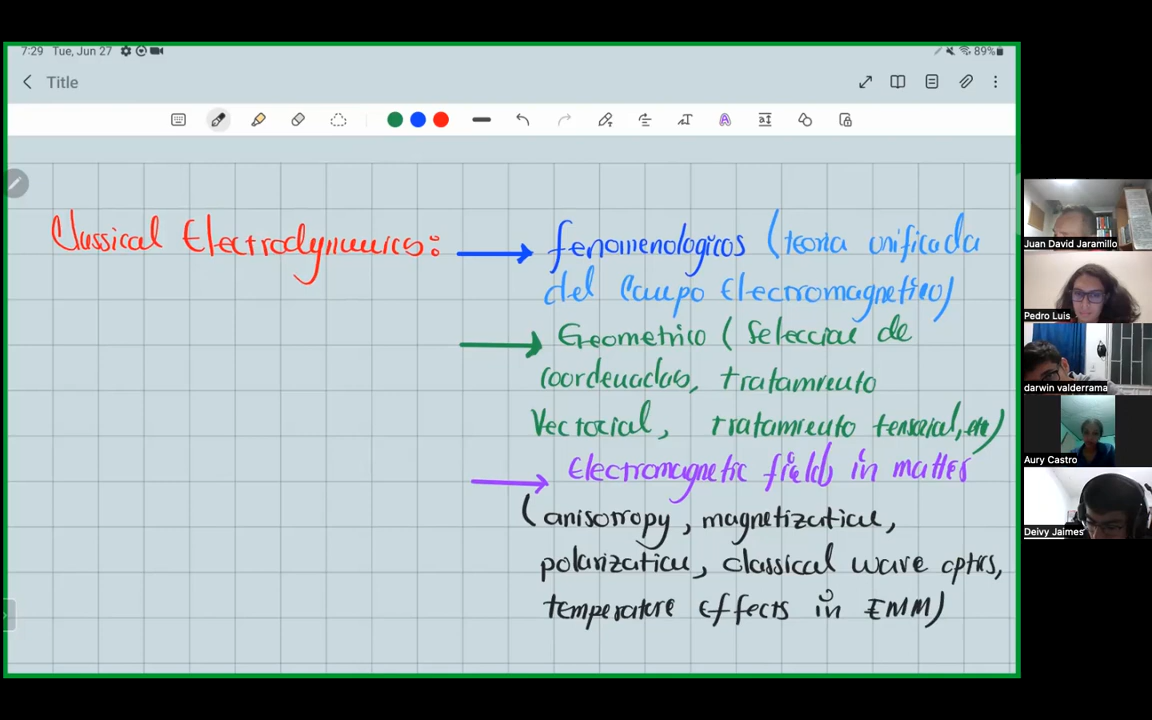 7:29 Tue, Jun 27
89%
Title
Classical Electrodynamics:
fenomenologicos (teoria unificada
del Campo Electromagnetico)
Geometrico ( Seleccion de
coordenadas, tratamiento
Vectorial, tratamiento tensorial, etc)
Electromagnetic fields in matter
(anisotropy, magnetization,
polarization, classical wave optics,
temperature effects in EMM)
Juan David Jaramillo
Pedro Luis
darwin valderrama
Aury Castro
Deivy Jaimes